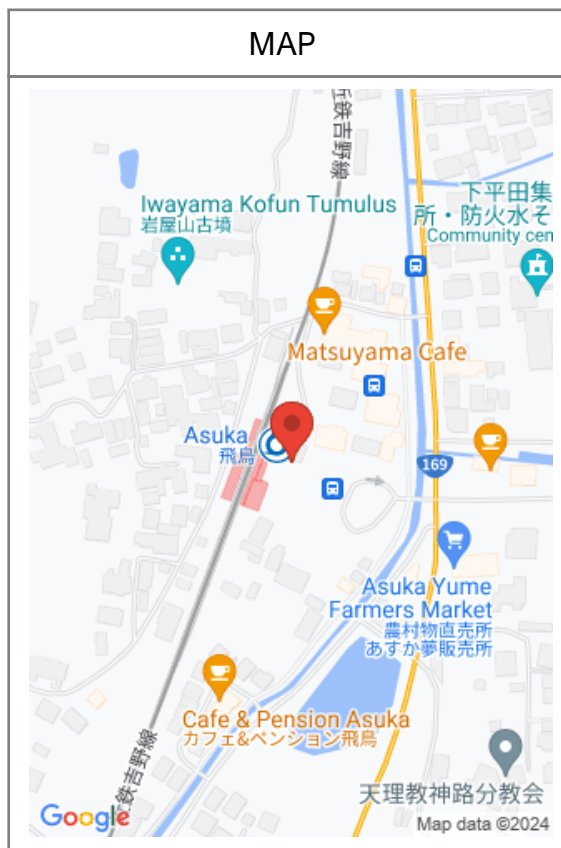 MAP
近鉄吉野線
Iwayama Kofun Tumulus
岩屋山古墳
下平田集
所・防火水そ
Community cen
Matsuyama Cafe
Asuka
飛鳥
169
Asuka Yume
Farmers Market
農村物直売所
あすか夢販売所
Cafe & Pension Asuka
カフェ&ペンション飛鳥
鉄吉野線
天理教神路分教会
Google
Map data ©2024